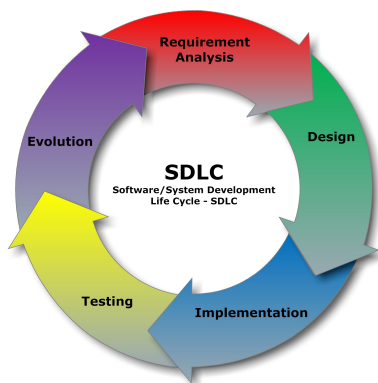 Requirement
Analysis
Design
Implementation
Testing
Evolution
SDLC
Software/System Development
Life Cycle - SDLC